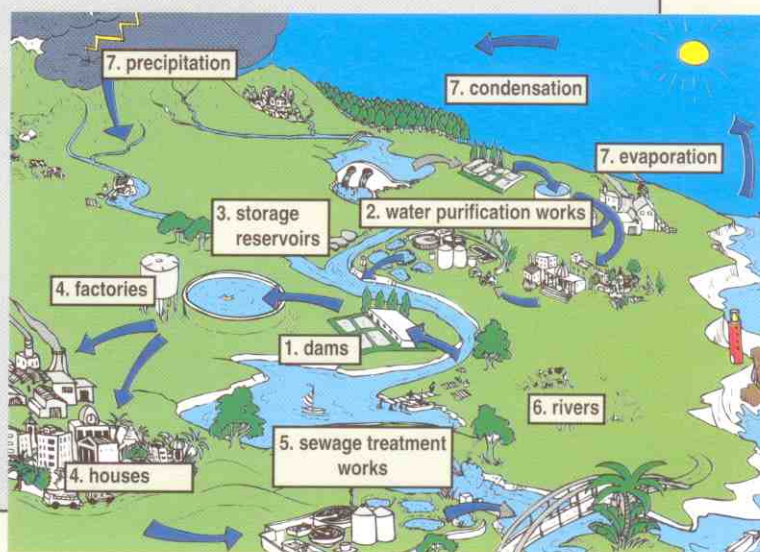 7. precipitation
7. condensation
7. evaporation
3. storage
reservoirs
2. water purification works
4. factories
1. dams
6. rivers
5. sewage treatment
works
4. houses